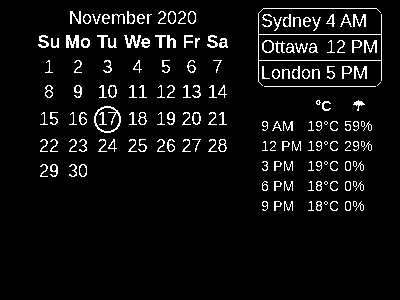 November 2020
Su Mo Tu We Th Fr Sa
1 2 3 4 5 6 7
8 9 10 11 12 13 14
15 16 17 18 19 20 21
22 23 24 25 26 27 28
29 30
Sydney 4 AM
Ottawa 12 PM
London 5 PM
°C ☂
9 AM 19°C 59%
12 PM 19°C 29%
3 PM 19°C 0%
6 PM 18°C 0%
9 PM 18°C 0%